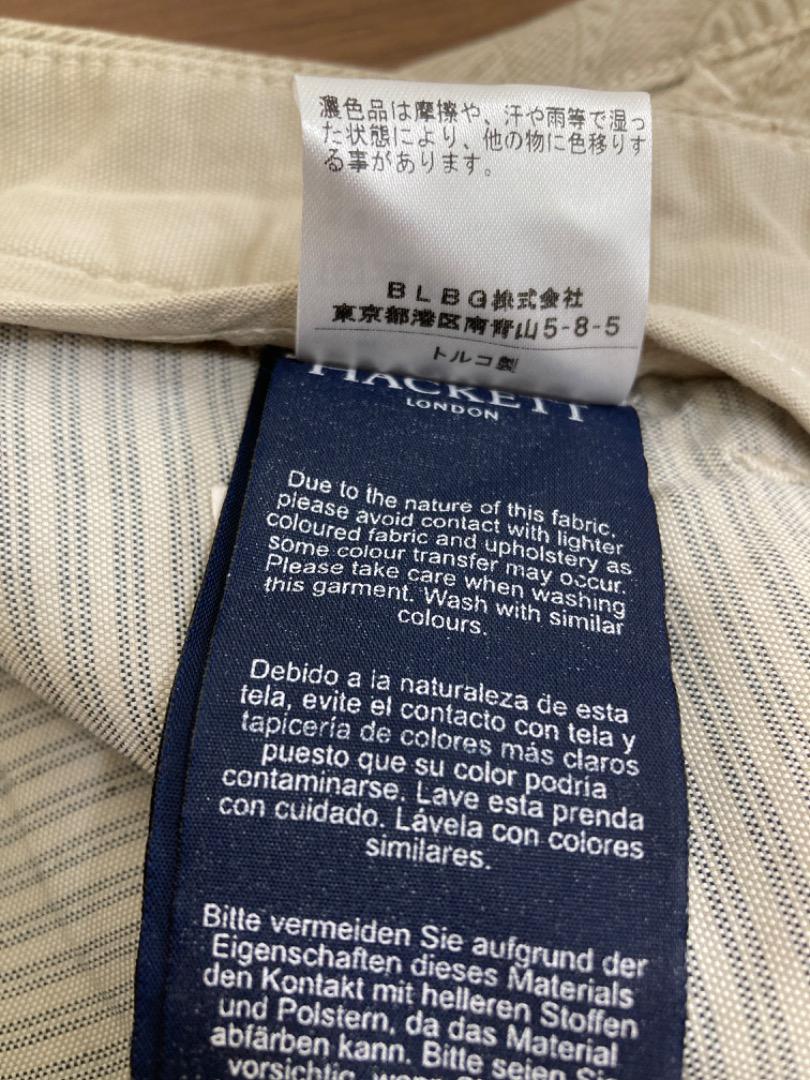 濃色品は摩擦や、汗や雨等で湿っ
た状態により、他の物に色移りす
る事があります。
BLBG株式会社
東京都港区南青山5-8-5
トルコ製
HACKETT
LONDON
Due to the nature of this fabric,
please avoid contact with lighter
coloured fabric and upholstery as
some colour transfer may occur.
Please take care when washing
this garment. Wash with similar
colours.
Debido a la naturaleza de esta
tela, evite el contacto con tela y
tapicería de colores más claros
puesto que su color podría
contaminarse. Lave esta prenda
con cuidado. Lávela con colores
similares.
Bitte vermeiden Sie aufgrund der
Eigenschaften dieses Materials
den Kontakt mit helleren Stoffen
und Polstern, da das Material
abfärben kann. Bitte seien Sie
vorsichtig, wenn